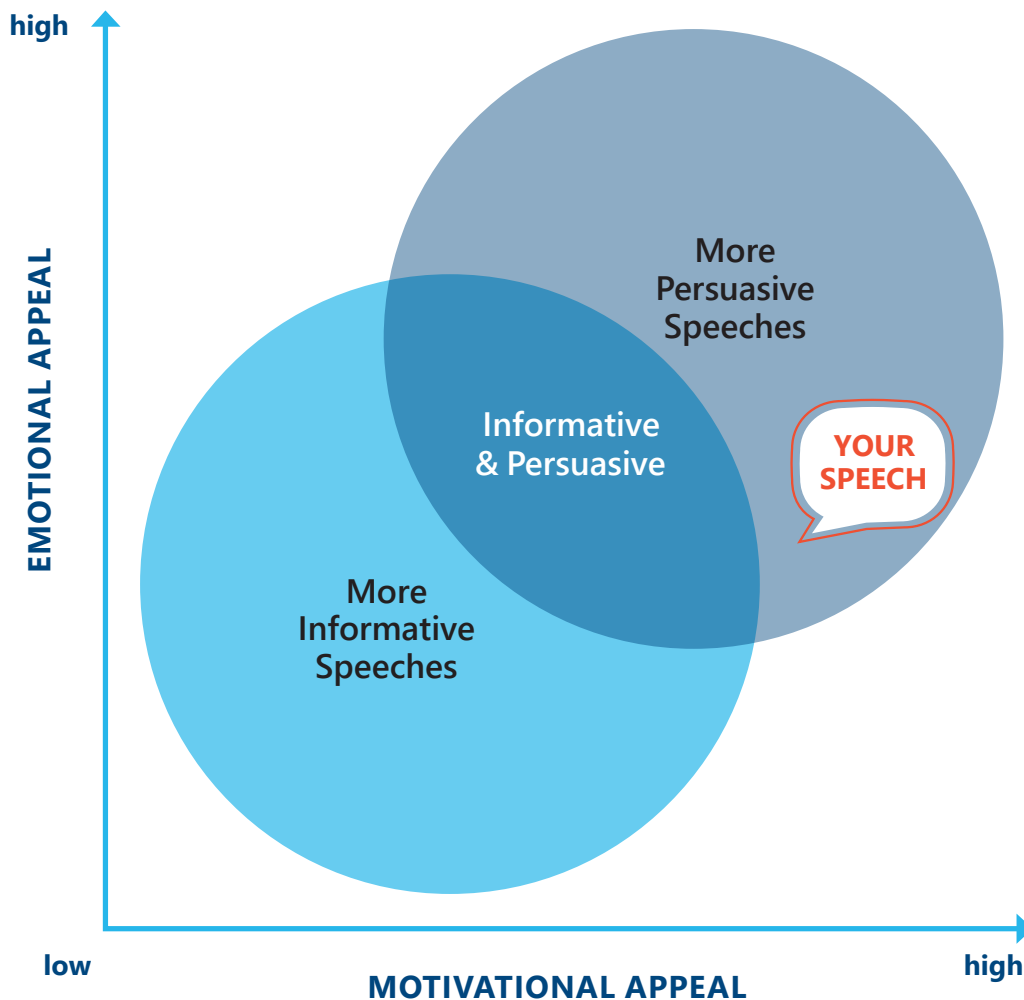 high
EMOTIONAL APPEAL
More
Persuasive
Speeches
Informative
& Persuasive
YOUR
SPEECH
More
Informative
Speeches
low
high
MOTIVATIONAL APPEAL